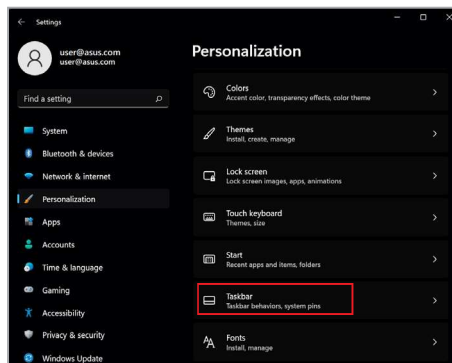 Settings
user@asus.com
user@asus.com
Find a setting
System
Bluetooth & devices
Network & internet
Personalization
Apps
Accounts
Time & language
Gaming
Accessibility
Privacy & security
Windows Update
Personalization
Colors
Accent color, transparency effects, color theme
Themes
Install, create, manage
Lock screen
Lock screen images, apps, animations
Touch keyboard
Themes, size
Start
Recent apps and items, folders
Taskbar
Taskbar behaviors, system pins
Fonts
Install, manage